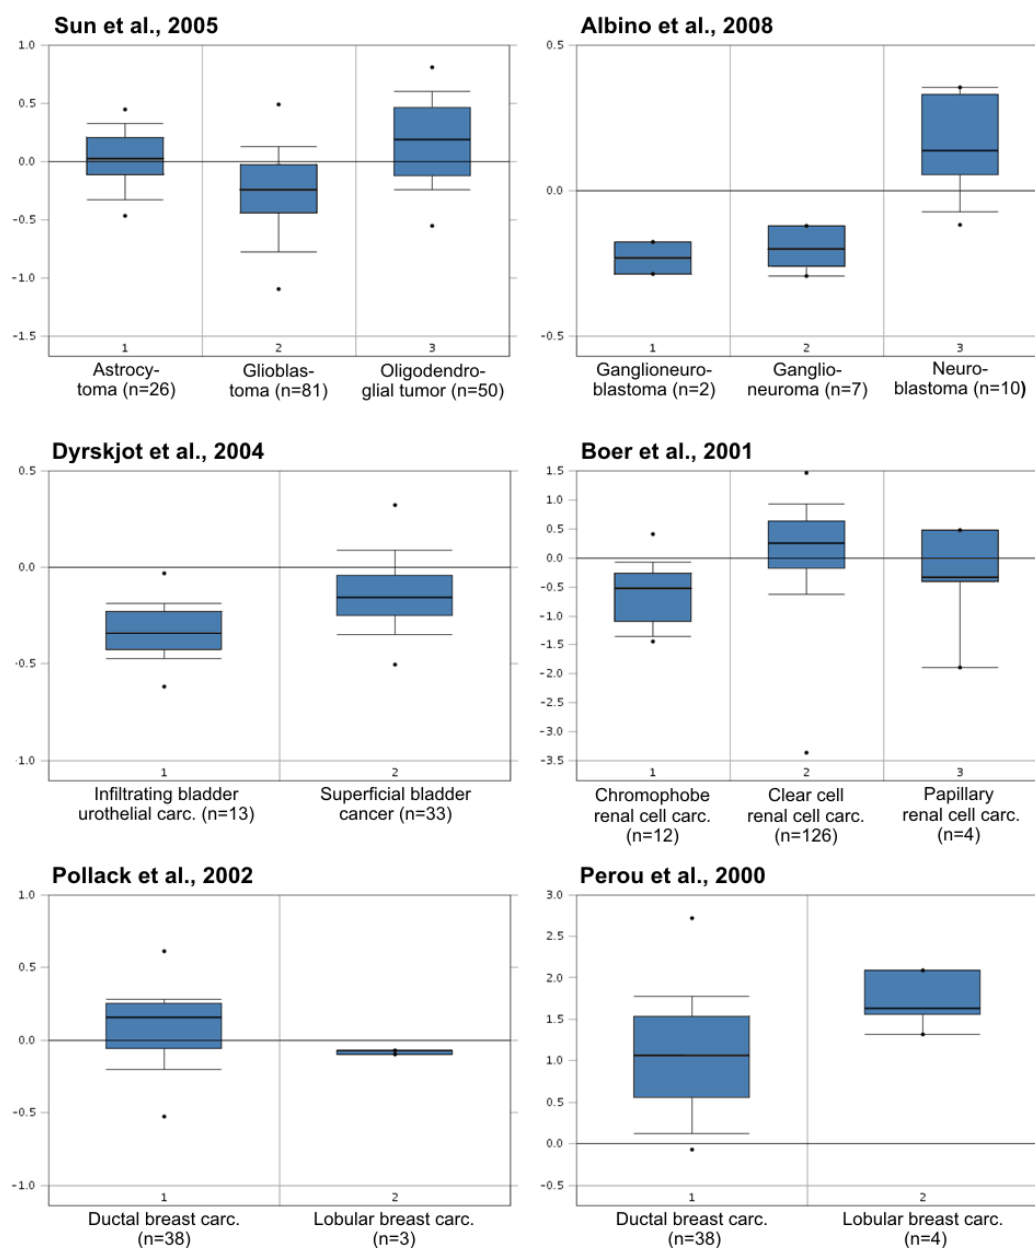 Sun et al., 2005
1.0
0.5
0.0
-0.5
-1.0
-1.5
1
2
3
Astrocy-
toma (n=26)
Glioblas-
toma (n=81)
Oligodendro-
glial tumor (n=50)
Albino et al., 2008
0.5
0.0
-0.5
1
2
3
Ganglioneuro-
blastoma (n=2)
Ganglio-
neuroma (n=7)
Neuro-
blastoma (n=10)
Dyrskjot et al., 2004
0.5
0.0
-0.5
-1.0
1
2
Infiltrating bladder
urothelial carc. (n=13)
Superficial bladder
cancer (n=33)
Boer et al., 2001
1.5
1.0
0.5
0.0
-0.5
-1.0
-1.5
-2.0
-2.5
-3.0
-3.5
1
2
3
Chromophobe
renal cell carc.
(n=12)
Clear cell
renal cell carc.
(n=126)
Papillary
renal cell carc.
(n=4)
Pollack et al., 2002
1.0
0.5
0.0
-0.5
-1.0
1
2
Ductal breast carc.
(n=38)
Lobular breast carc.
(n=3)
Perou et al., 2000
3.0
2.5
2.0
1.5
1.0
0.5
0.0
-0.5
1
2
Ductal breast carc.
(n=38)
Lobular breast carc.
(n=4)